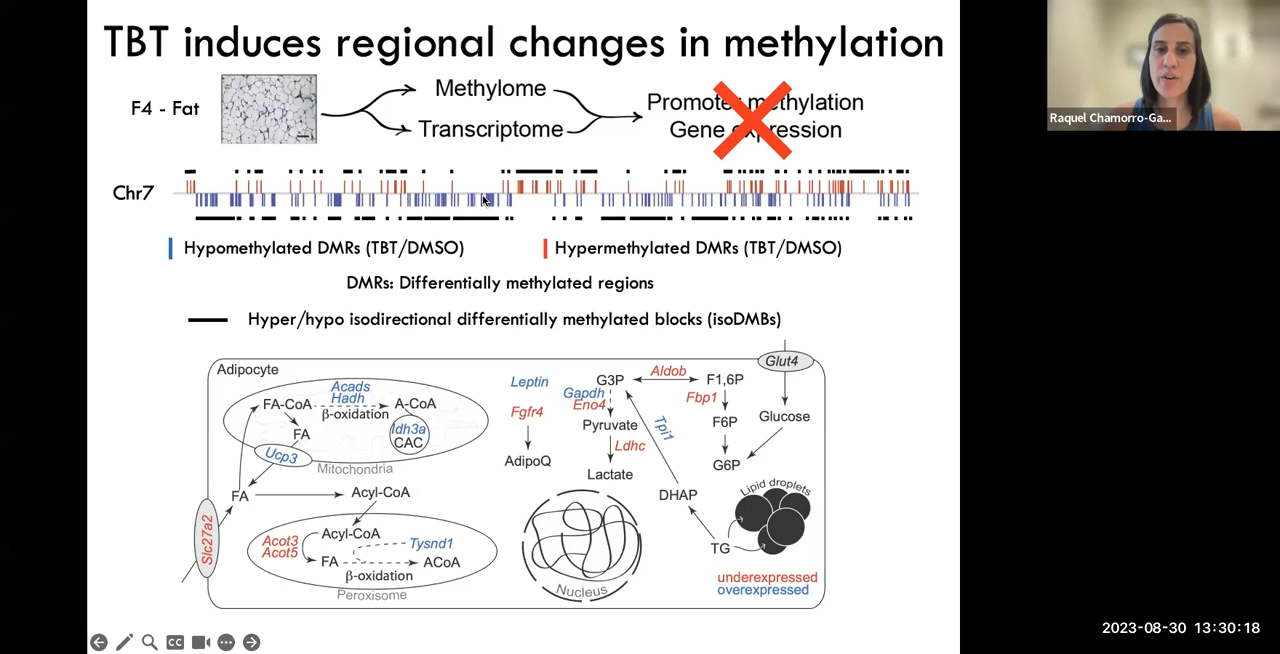 TBT induces regional changes in methylation
F4 - Fat
Methylome
Transcriptome
Promoter methylation
Gene expression
Raquel Chamorro-Ga...
Chr7
Hypomethylated DMRs (TBT/DMSO)
Hypermethylated DMRs (TBT/DMSO)
DMRs: Differentially methylated regions
Hyper/hypo isodirectional differentially methylated blocks (isoDMBs)
Adipocyte
Acads
Hadh
FA-CoA
β-oxidation
A-CoA
FA
Idh3a
CAC
Ucp3
Mitochondria
FA
Acyl-CoA
Slc27a2
Acyl-CoA
Acot3
Acot5
Tysnd1
FA
ACoA
β-oxidation
Peroxisome
Leptin
Fgfr4
AdipoQ
G3P
Aldob
F1,6P
Gapdh
Eno4
Fbp1
Pyruvate
Tpi1
F6P
Ldhc
Lactate
G6P
Glut4
Glucose
DHAP
Lipid droplets
TG
Nucleus
underexpressed
overexpressed
CC
2023-08-30 13:30:18